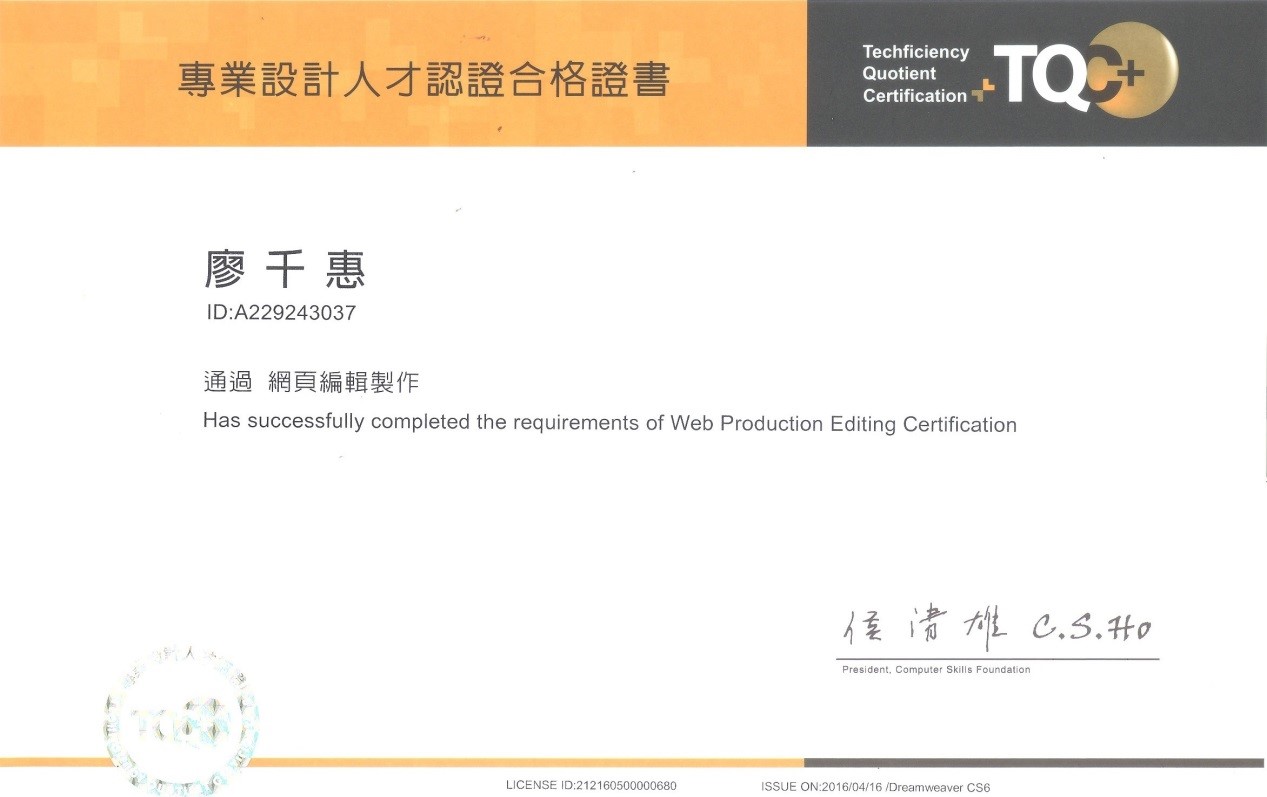 專業設計人才認證合格證書
Techficiency
Quotient
Certification
TQC+
廖千惠
ID:A229243037
通過 網頁編輯製作
Has successfully completed the requirements of Web Production Editing Certification
侯清雄 C.S.Ho
President, Computer Skills Foundation
LICENSE ID:212160500000680
ISSUE ON:2016/04/16 /Dreamweaver CS6